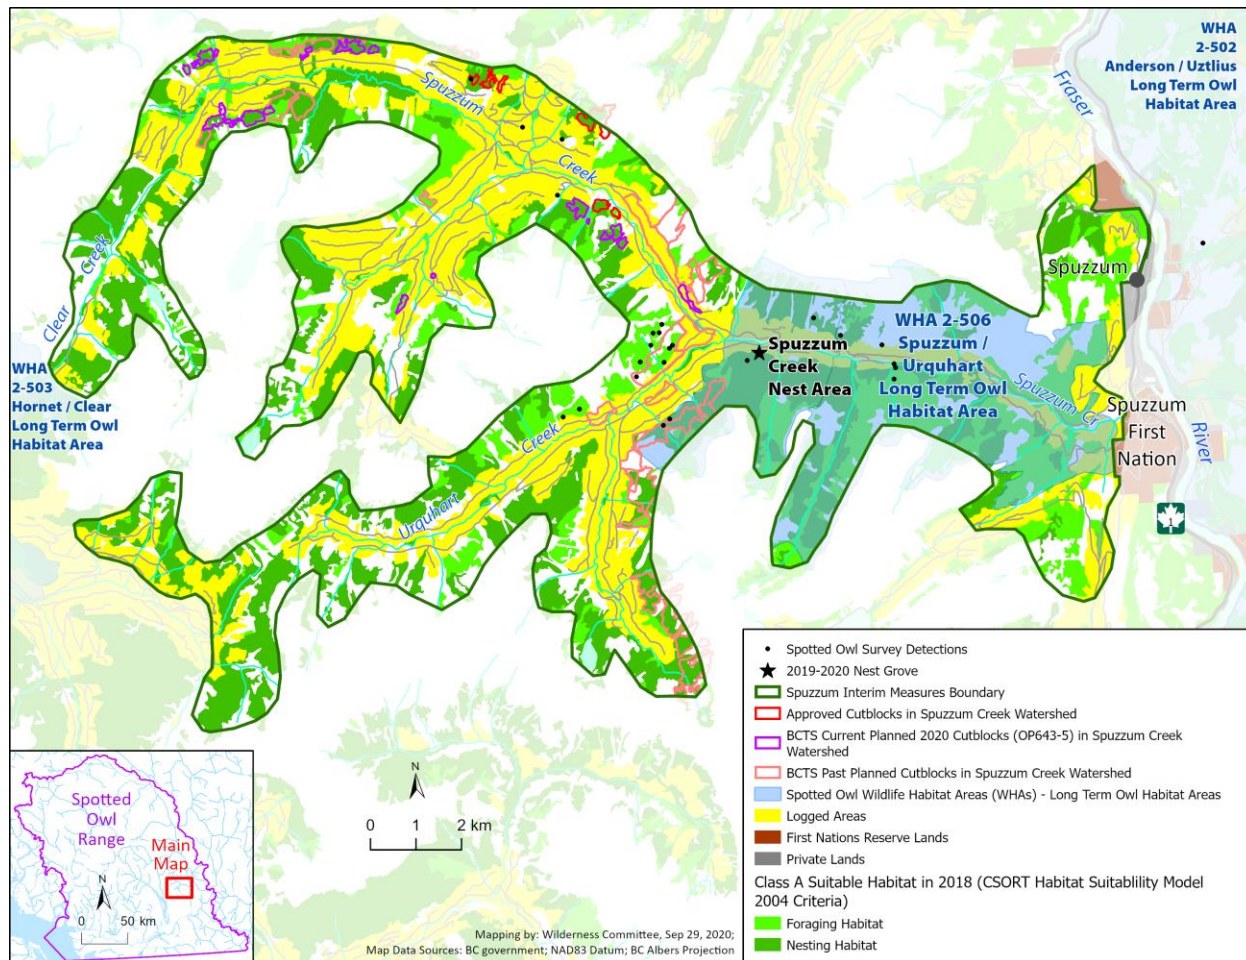 WHA
2-502
Anderson / Uztlius
Long Term Owl
Habitat Area
Fraser
Spuzzum
Creek
Clear
Creek
WHA
2-503
Hornet / Clear
Long Term Owl
Habitat Area
Spuzzum
WHA 2-506
Spuzzum /
Urquhart
Long Term Owl
Habitat Area
Spuzzum
Creek
Nest Area
Spuzzum Cr
Spuzzum
First
Nation
River
1
Urquhart
Creek
N
0 1 2 km
Spotted
Owl
Range
Main
Map
N
0 50 km
Mapping by: Wilderness Committee, Sep 29, 2020;
Map Data Sources: BC government; NAD83 Datum; BC Albers Projection
Spotted Owl Survey Detections
2019-2020 Nest Grove
Spuzzum Interim Measures Boundary
Approved Cutblocks in Spuzzum Creek Watershed
BCTS Current Planned 2020 Cutblocks (OP643-5) in Spuzzum Creek
Watershed
BCTS Past Planned Cutblocks in Spuzzum Creek Watershed
Spotted Owl Wildlife Habitat Areas (WHAs) - Long Term Owl Habitat Areas
Logged Areas
First Nations Reserve Lands
Private Lands
Class A Suitable Habitat in 2018 (CSORT Habitat Suitablility Model
2004 Criteria)
Foraging Habitat
Nesting Habitat